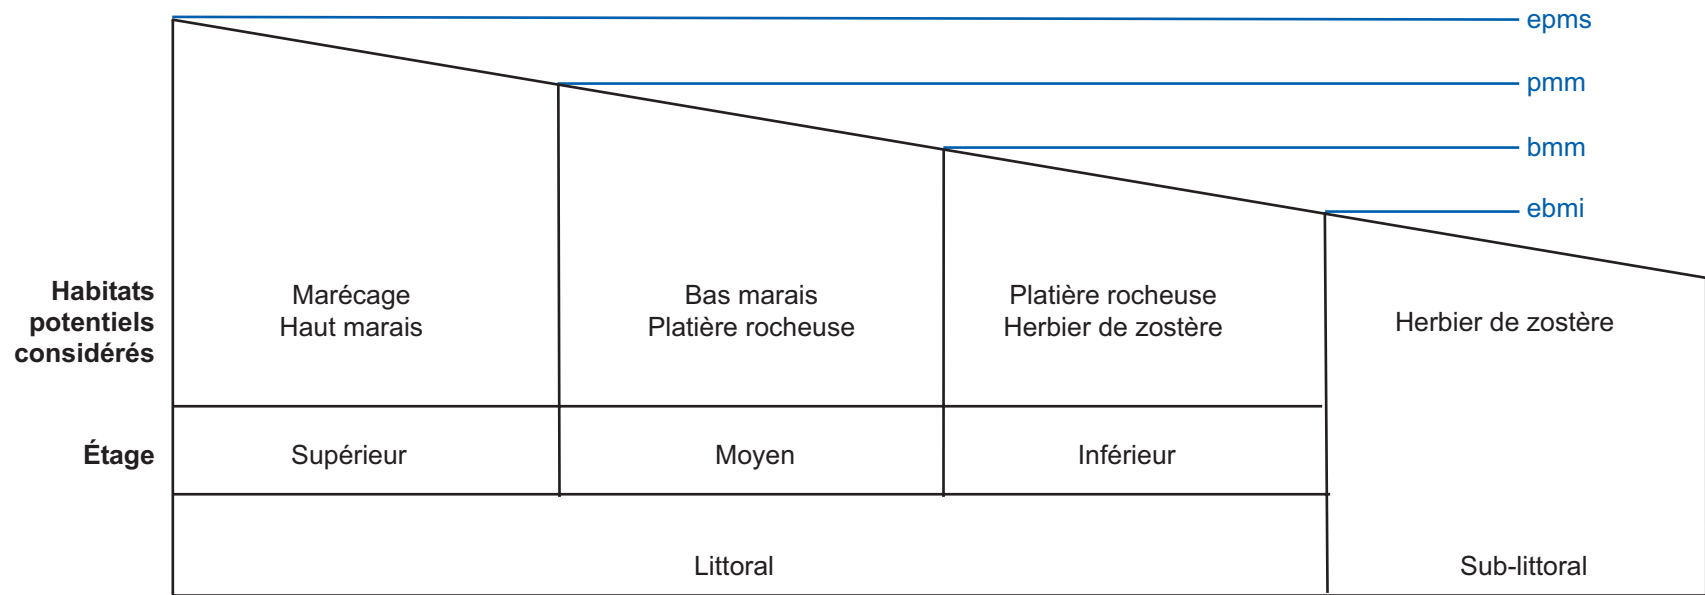 epms
pmm
bmm
ebmi
Habitats
potentiels
considérés
Marécage
Haut marais
Bas marais
Platière rocheuse
Platière rocheuse
Herbier de zostère
Herbier de zostère
Étage
Supérieur
Moyen
Inférieur
Littoral
Sub-littoral